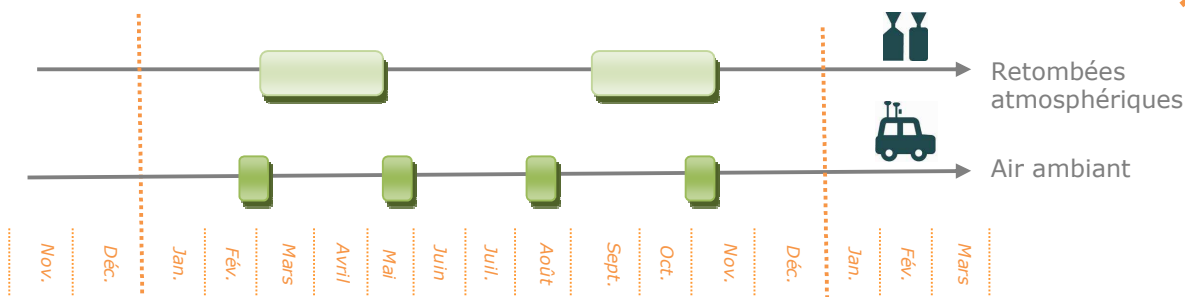 Retombées
atmosphériques
Air ambiant
Nov.
Déc.
Jan.
Fév.
Mars
Avril
Mai
Juin
Juil.
Août
Sept.
Oct.
Nov.
Déc.
Jan.
Fév.
Mars